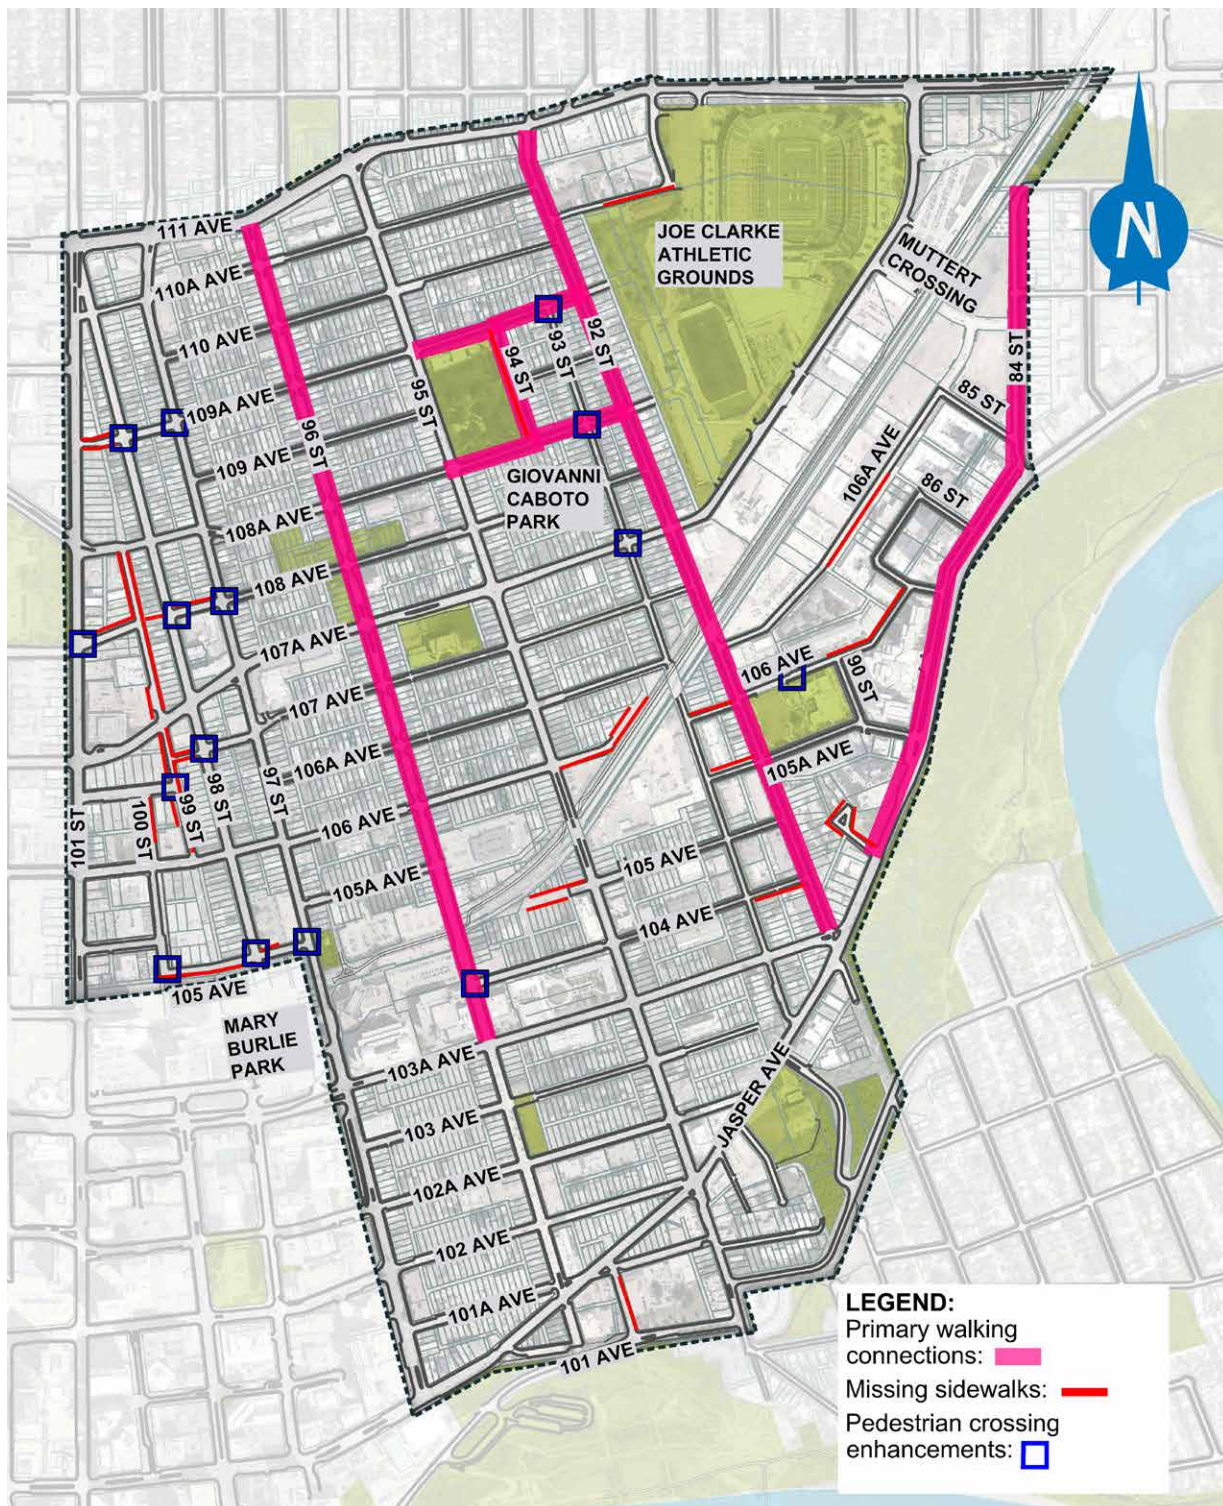 111 AVE
110A AVE
110 AVE
109A AVE
109 AVE
108A AVE
108 AVE
107A AVE
107 AVE
106A AVE
106 AVE
105A AVE
105 AVE
101 ST
100 ST
99 ST
98 ST
97 ST
96 ST
95 ST
94 ST
93 ST
92 ST
JOE CLARKE
ATHLETIC
GROUNDS
MUTTERT
CROSSING
N
84 ST
85 ST
86 ST
106A AVE
GIOVANNI
CABOTO
PARK
106 AVE
90 ST
105A AVE
105 AVE
104 AVE
MARY
BURLIE
PARK
103A AVE
103 AVE
102A AVE
102 AVE
101A AVE
101 AVE
JASPER AVE
LEGEND:
Primary walking
connections:
Missing sidewalks:
Pedestrian crossing
enhancements: